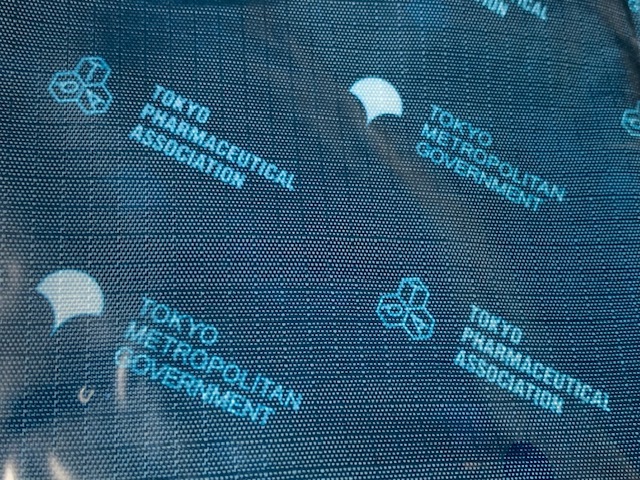 TOKYO
PHARMACEUTICAL
ASSOCIATION
TOKYO
METROPOLITAN
GOVERNMENT
TOKYO
METROPOLITAN
GOVERNMENT
TOKYO
PHARMACEUTICAL
ASSOCIATION